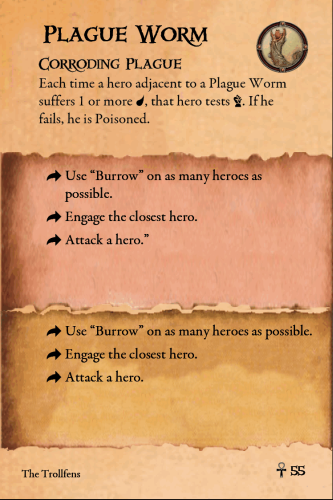 Plague Worm
Corroding Plague
Each time a hero adjacent to a Plague Worm
suffers 1 or more , that hero tests . If he
fails, he is Poisoned.
Use “Burrow” on as many heroes as
possible.
Engage the closest hero.
Attack a hero.”
Use “Burrow” on as many heroes as possible.
Engage the closest hero.
Attack a hero.
The Trollfens
55